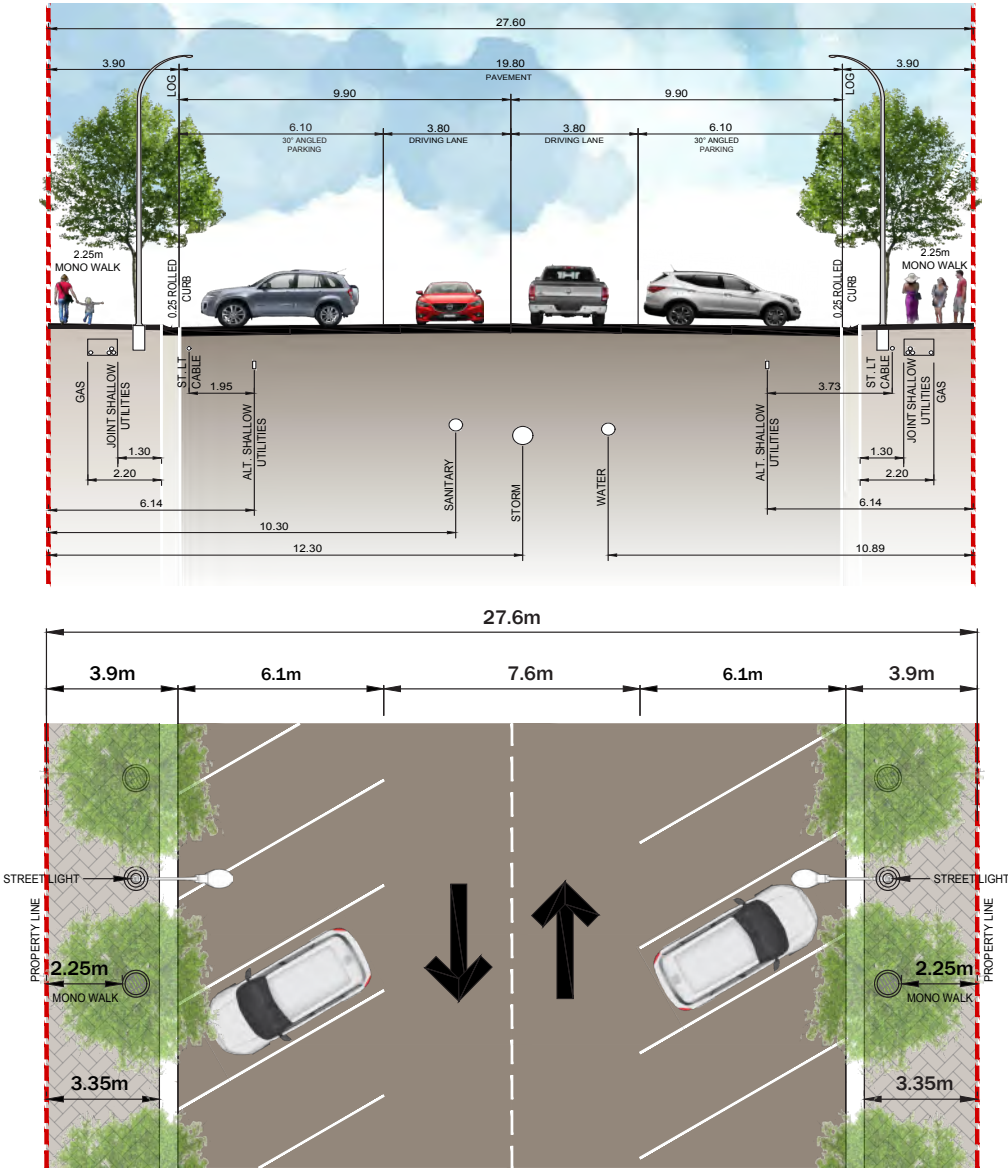 27.60
3.90
19.80
3.90
PAVEMENT
LOG
LOG
9.90
9.90
6.10
3.80
3.80
6.10
30° ANGLED
PARKING
DRIVING LANE
DRIVING LANE
30° ANGLED
PARKING
2.25m
MONO WALK
0.25 ROLLED
CURB
0.25 ROLLED
CURB
2.25m
MONO WALK
GAS
JOINT SHALLOW
UTILITIES
ST. LT
CABLE
1.95
ALT. SHALLOW
UTILITIES
SANITARY
STORM
WATER
ALT. SHALLOW
UTILITIES
3.73
ST. LT
CABLE
JOINT SHALLOW
UTILITIES
GAS
1.30
1.30
2.20
2.20
6.14
6.14
10.30
12.30
10.89
27.6m
3.9m
6.1m
7.6m
6.1m
3.9m
STREET LIGHT
STREET LIGHT
PROPERTY LINE
PROPERTY LINE
2.25m
MONO WALK
2.25m
MONO WALK
3.35m
3.35m